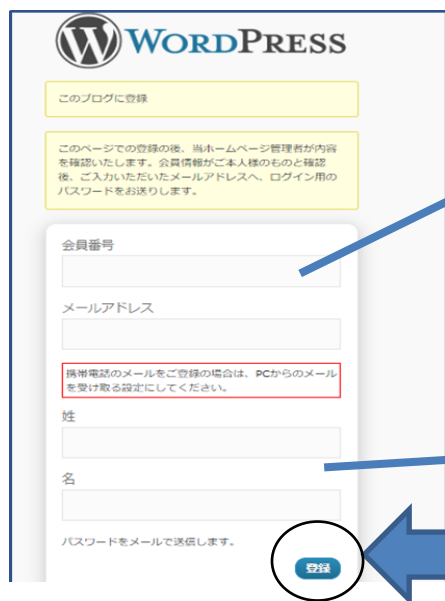 WORDPRESS
このブログに登録
このページでの登録の後、当ホームページ管理者が内容
を確認いたします。会員情報がご本人様のものと確認
後、ご入力いただいたメールアドレスへ、ログイン用の
パスワードをお送りします。
会員番号
メールアドレス
携帯電話のメールをご登録の場合は、PCからのメール
を受け取る設定にしてください。
姓
名
パスワードをメールで送信します。
登録